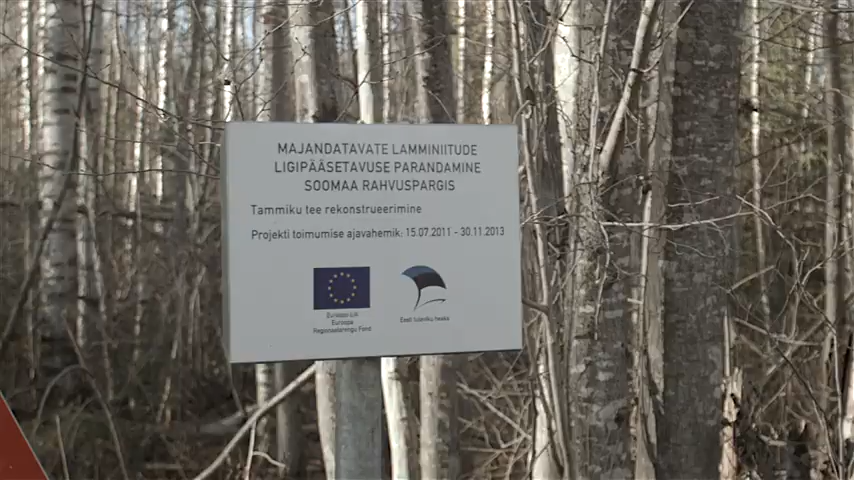 MAJANDATAVATE LAMMINIITUDE
LIGIPÄÄSETAVUSE PARANDAMINE
SOOMAA RAHVUSPARGIS
Tammiku tee rekonstrueerimine
Projekti toimumise ajavahemik: 15.07.2011 - 30.11.2013
Euroopa Liit
Euroopa
Regionaalarengu Fond
Eesti tuleviku heaks